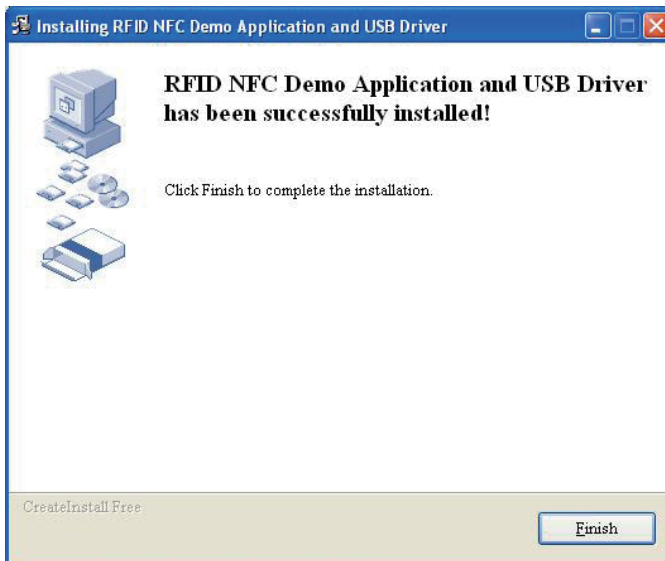 Installing RFID NFC Demo Application and USB Driver
RFID NFC Demo Application and USB Driver
has been successfully installed!
Click Finish to complete the installation.
CreateInstall Free
Finish